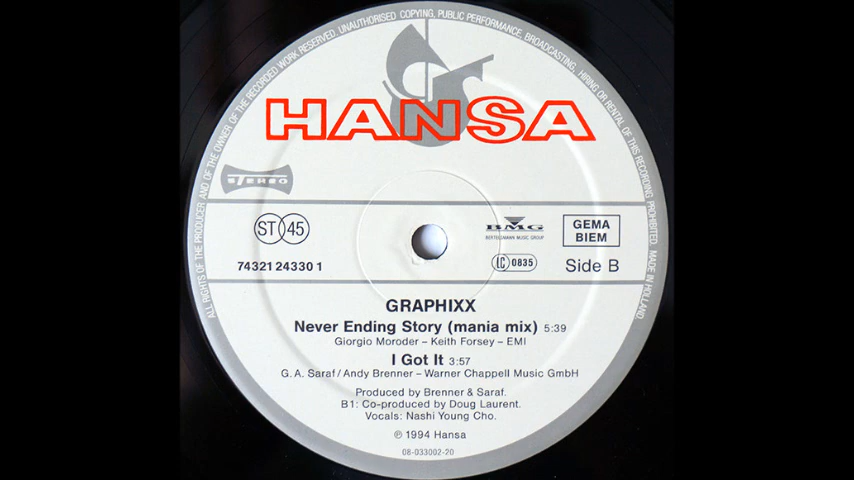 ALL RIGHTS OF THE PRODUCER AND OF THE OWNER OF THE RECORDED WORK RESERVED. UNAUTHORISED COPYING, PUBLIC PERFORMANCE, BROADCASTING, HIRING OR RENTAL OF THIS RECORDING PROHIBITED. MADE IN HOLLAND.
HANSA
STEREO
ST 45
BMG
BERTELSMANN MUSIC GROUP
GEMA
BIEM
74321 24330 1
LC 0835
Side B
GRAPHIXX
Never Ending Story (mania mix) 5:39
Giorgio Moroder – Keith Forsey – EMI
I Got It 3:57
G. A. Saraf / Andy Brenner – Warner Chappell Music GmbH
Produced by Brenner & Saraf.
B1: Co-produced by Doug Laurent.
Vocals: Nashi Young Cho.
℗ 1994 Hansa
08-033002-20